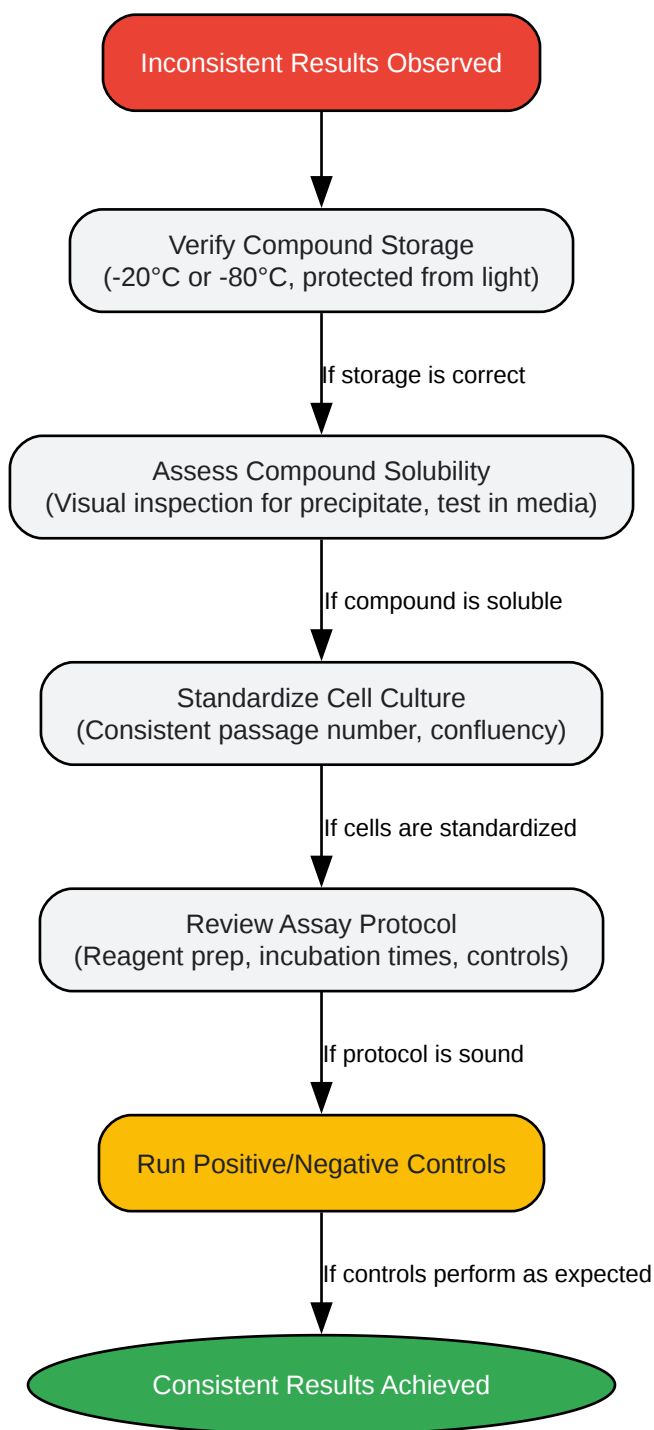 Inconsistent Results Observed
Verify Compound Storage
(-20°C or -80°C, protected from light)
If storage is correct
Assess Compound Solubility
(Visual inspection for precipitate, test in media)
If compound is soluble
Standardize Cell Culture
(Consistent passage number, confluency)
If cells are standardized
Review Assay Protocol
(Reagent prep, incubation times, controls)
If protocol is sound
Run Positive/Negative Controls
If controls perform as expected
Consistent Results Achieved